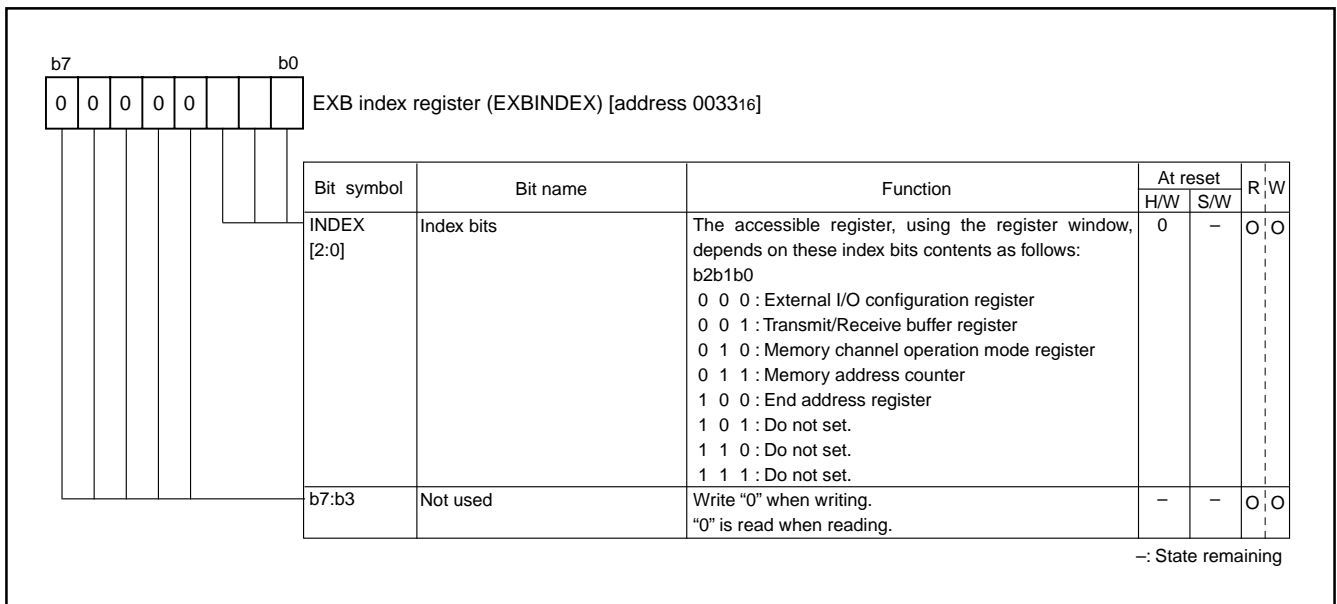 b7 b0
0 0 0 0 0
EXB index register (EXBINDEX) [address 003316]
Bit symbol Bit name Function At reset R W
H/W S/W
INDEX Index bits The accessible register, using the register window, 0 – O O
[2:0] depends on these index bits contents as follows:
b2b1b0
0 0 0 : External I/O configuration register
0 0 1 : Transmit/Receive buffer register
0 1 0 : Memory channel operation mode register
0 1 1 : Memory address counter
1 0 0 : End address register
1 0 1 : Do not set.
1 1 0 : Do not set.
1 1 1 : Do not set.
b7:b3 Not used Write “0” when writing. – – O O
“0” is read when reading.
–: State remaining